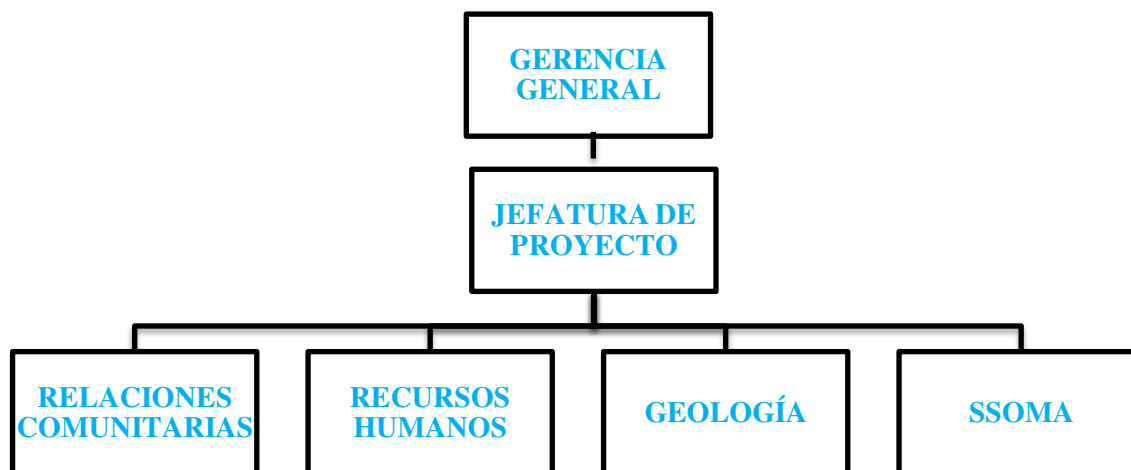 GERENCIA
GENERAL
JEFATURA DE
PROYECTO
RELACIONES
COMUNITARIAS
RECURSOS
HUMANOS
GEOLOGÍA
SSOMA